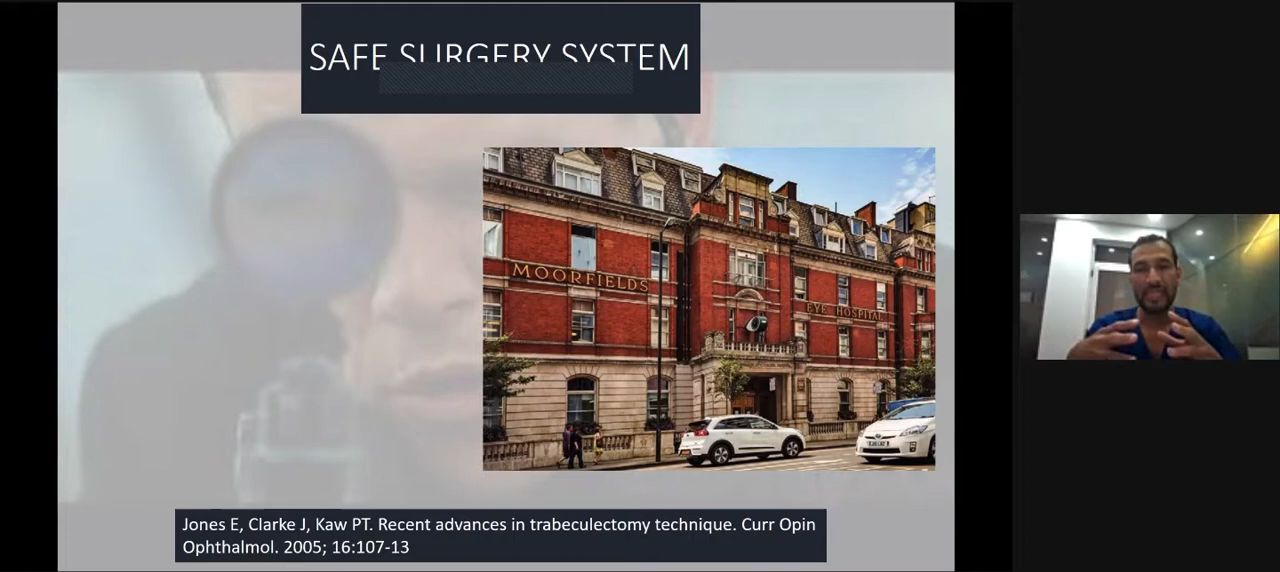 SAFE SURGERY SYSTEM
MOORFIELDS
EYE HOSPITAL
Jones E, Clarke J, Kaw PT. Recent advances in trabeculectomy technique. Curr Opin
Ophthalmol. 2005; 16:107-13